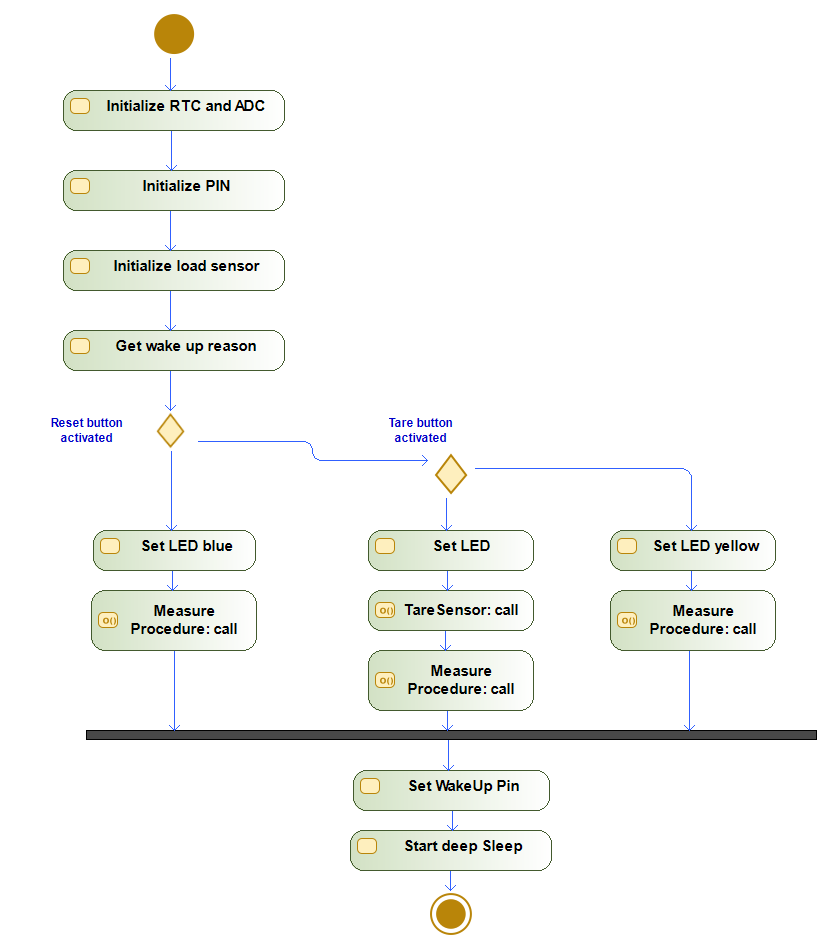 Initialize RTC and ADC
Initialize PIN
Initialize load sensor
Get wake up reason
Reset button
activated
Tare button
activated
Set LED blue
Set LED
Set LED yellow
Measure
Procedure: call
o()
TareSensor: call
o()
Measure
Procedure: call
o()
Measure
Procedure: call
o()
Set WakeUp Pin
Start deep Sleep